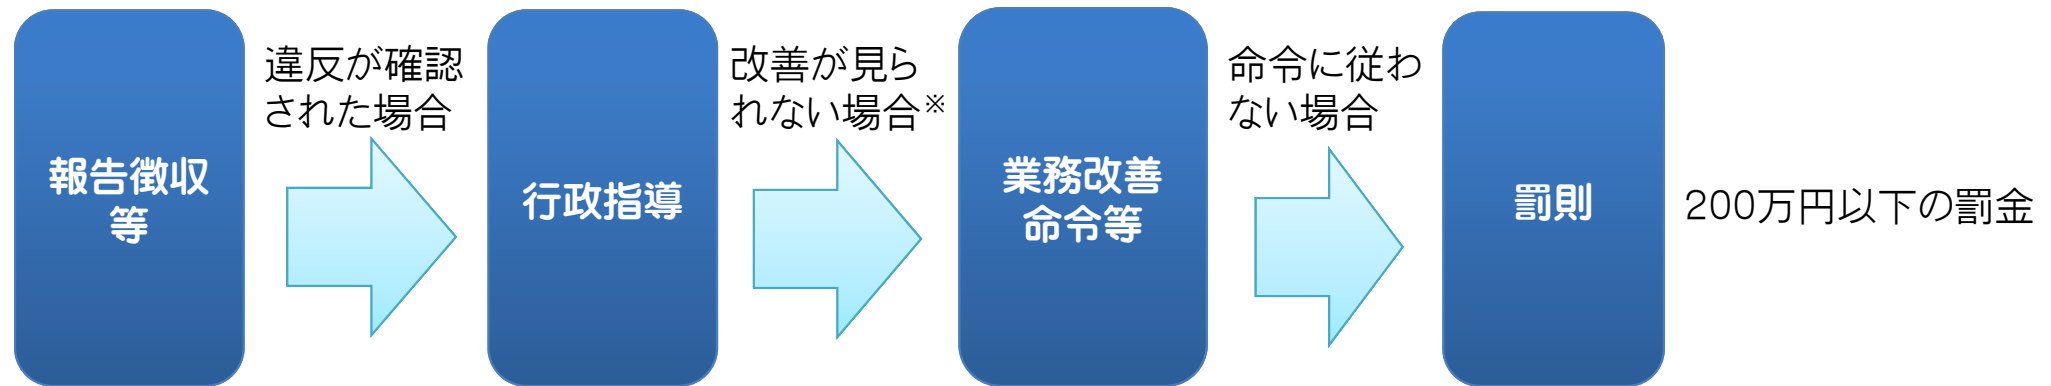 報告徴収
等
違反が確認
された場合
行政指導
改善が見ら
れない場合※
業務改善
命令等
命令に従わ
ない場合
罰則
200万円以下の罰金